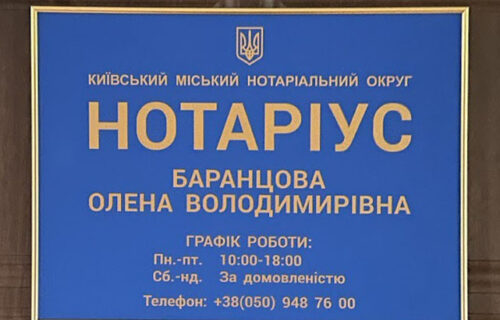 КИЇВСЬКИЙ МІСЬКИЙ НОТАРІАЛЬНИЙ ОКРУГ
НОТАРІУС
БАРАНЦОВА
ОЛЕНА ВОЛОДИМИРІВНА
ГРАФІК РОБОТИ:
Пн.-пт. 10:00-18:00
Сб.-нд. За домовленістю
Телефон: +38(050) 948 76 00